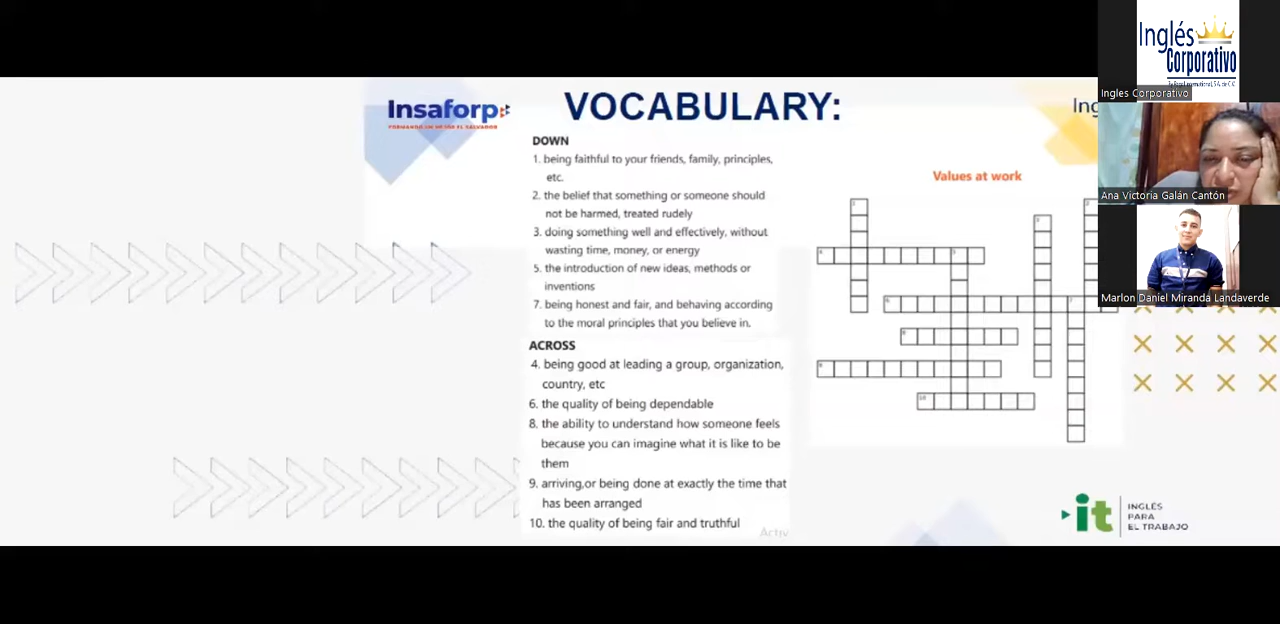 Inglés
Corporativo
Ingles Corporativo
Insaforp
VOCABULARY:
Ing
DOWN
1. being faithful to your friends, family, principles,
etc.
2. the belief that something or someone should
not be harmed, treated rudely
3. doing something well and effectively, without
wasting time, money, or energy
5. the introduction of new ideas, methods or
inventions
7. being honest and fair, and behaving according
to the moral principles that you believe in.
ACROSS
4. being good at leading a group, organization,
country, etc
6. the quality of being dependable
8. the ability to understand how someone feels
because you can imagine what it is like to be
them
9. arriving,or being done at exactly the time that
has been arranged
10. the quality of being fair and truthful
Activ
Values at work
Ana Victoria Galán Cantón
Marlon Daniel Miranda Landaverde
it
INGLÉS
PARA
EL TRABAJO